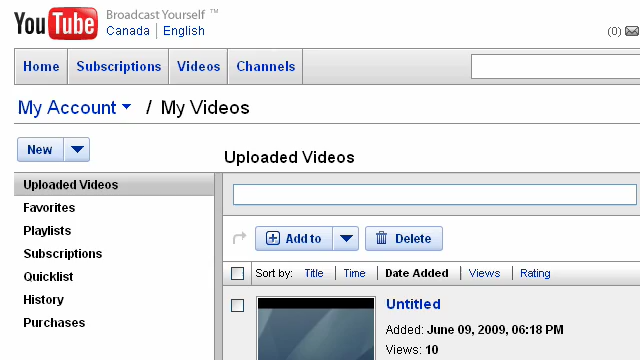 YouTube Broadcast Yourself ™
Canada | English
(0)
Home Subscriptions Videos Channels
My Account / My Videos
New
Uploaded Videos
Uploaded Videos
Favorites
Playlists
Subscriptions
Quicklist
History
Purchases
Add to Delete
Sort by: Title | Time | Date Added | Views | Rating
Untitled
Added: June 09, 2009, 06:18 PM
Views: 10